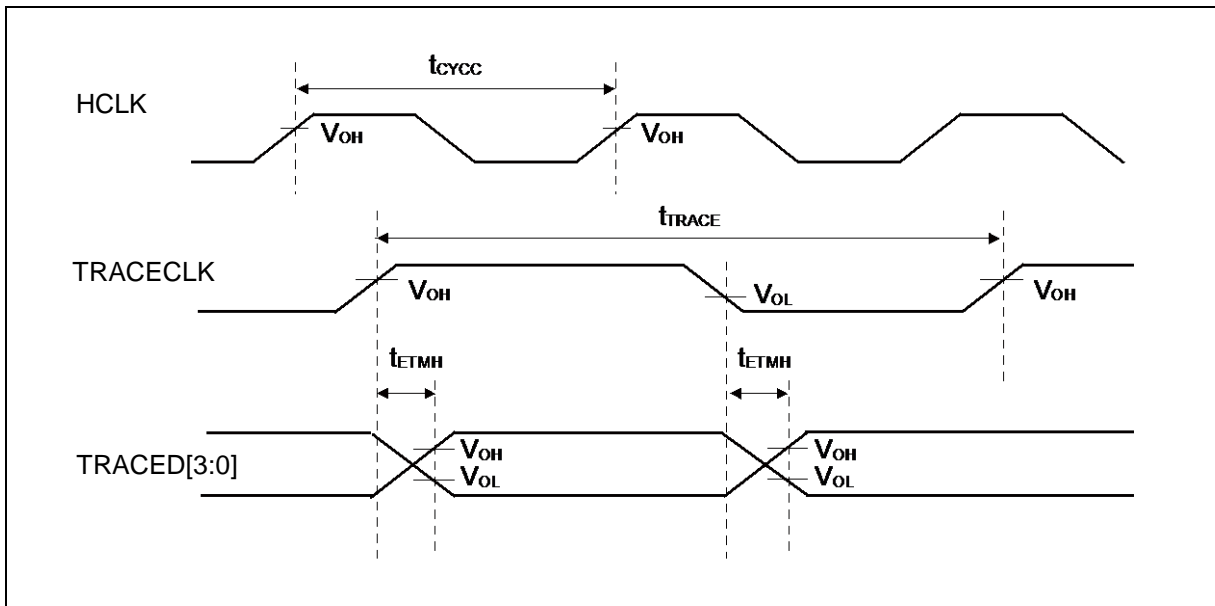 tCYCC
HCLK
VOH VOH
tTRACE
TRACECLK
VOH VOL VOH
tETMH tETMH
TRACED[3:0]
VOH VOH
VOL VOL